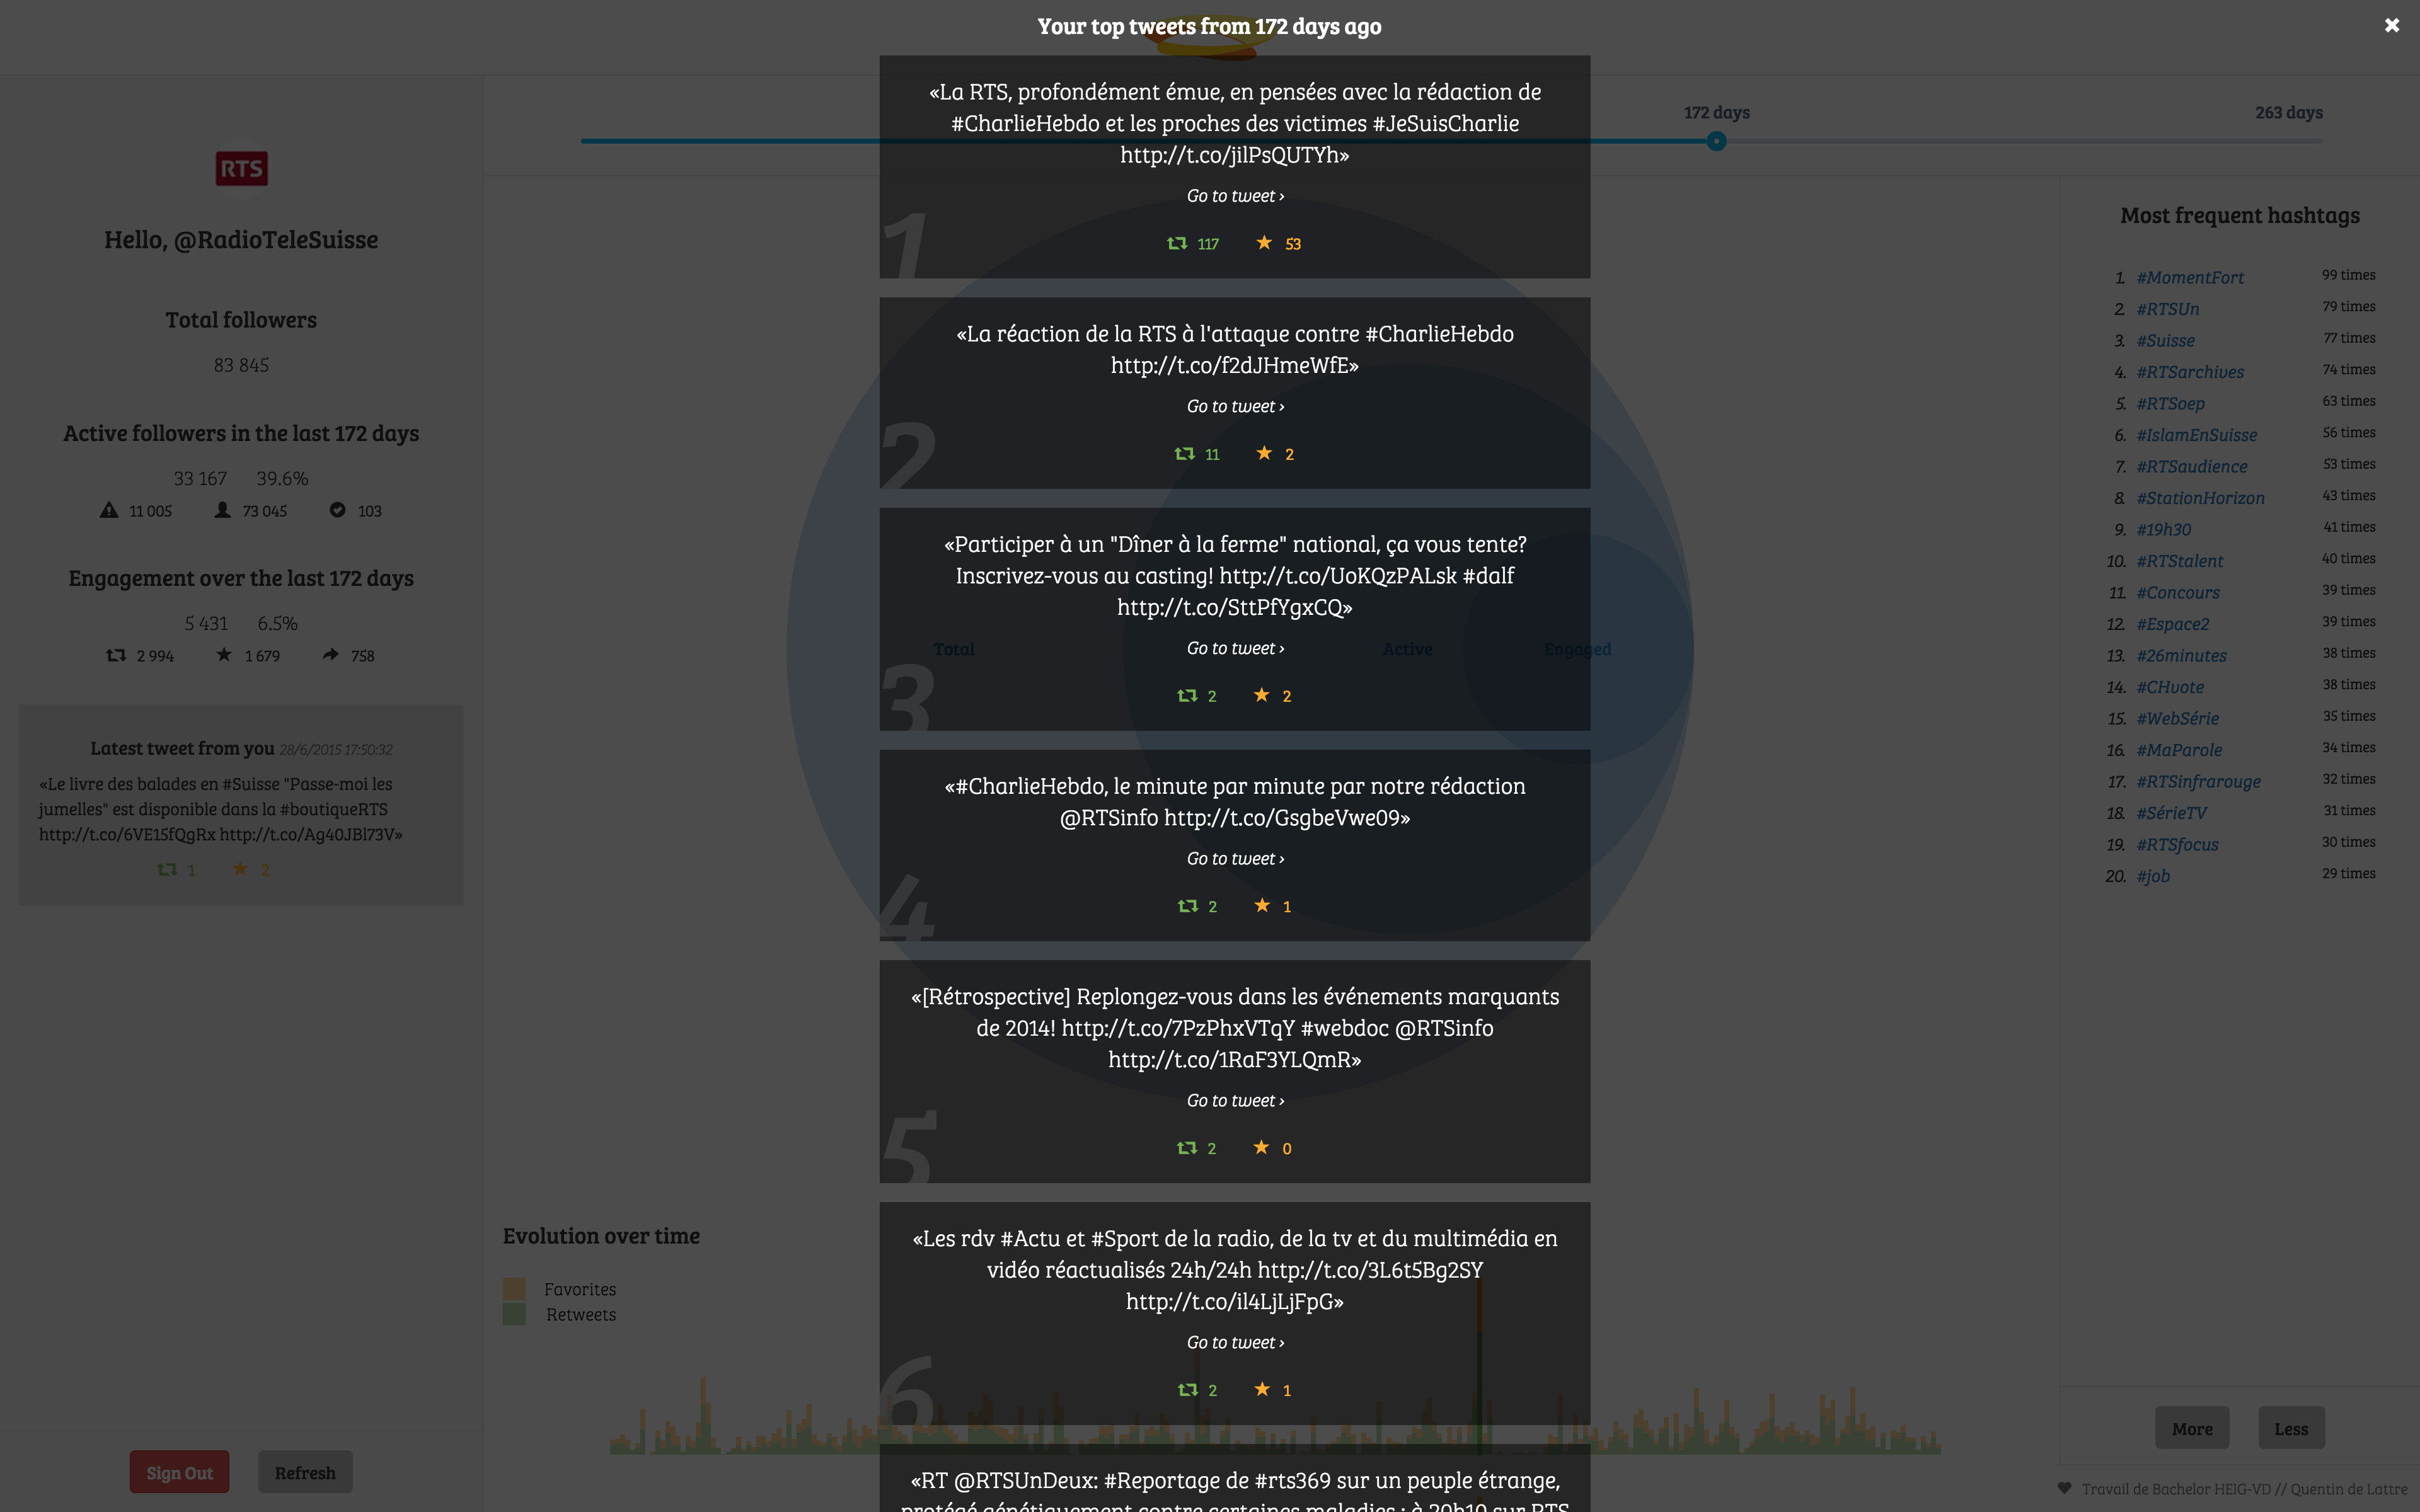 Your top tweets from 172 days ago
RTS
Hello, @RadioTeleSuisse
Total followers
83 845
Active followers in the last 172 days
33 167 39.6%
11 005 73 045 103
Engagement over the last 172 days
5 431 6.5%
2 994 1 679 758
Latest tweet from you 28/6/2015 17:50:32
«Le livre des balades en #Suisse "Passe-moi les
jumelles" est disponible dans la #boutiqueRTS
http://t.co/6VE15fQgRx http://t.co/Ag40JBl73V»
1 2
Sign Out Refresh
172 days 263 days
«La RTS, profondément émue, en pensées avec la rédaction de
#CharlieHebdo et les proches des victimes #JeSuisCharlie
http://t.co/jilPsQUTYh»
Go to tweet ›
1
117 53
«La réaction de la RTS à l'attaque contre #CharlieHebdo
http://t.co/f2dJHmeWfE»
Go to tweet ›
2
11 2
«Participer à un "Dîner à la ferme" national, ça vous tente?
Inscrivez-vous au casting! http://t.co/UoKQzPALsk #dalf
http://t.co/SttPfYgxCQ»
Total Go to tweet › Active Engaged
3
2 2
«#CharlieHebdo, le minute par minute par notre rédaction
@RTSinfo http://t.co/GsgbeVwe09»
Go to tweet ›
4
2 1
«[Rétrospective] Replongez-vous dans les événements marquants
de 2014! http://t.co/7PzPhxVTqY #webdoc @RTSinfo
http://t.co/1RaF3YLQmR»
Go to tweet ›
5
2 0
«Les rdv #Actu et #Sport de la radio, de la tv et du multimédia en
vidéo réactualisés 24h/24h http://t.co/3L6t5Bg2SY
http://t.co/il4LjLjFpG»
Go to tweet ›
6
2 1
«RT @RTSUnDeux: #Reportage de #rts369 sur un peuple étrange,
protégé génétiquement contre certaines maladies : à 20h10 sur RTS
Evolution over time
Favorites
Retweets
Most frequent hashtags
1. #MomentFort 99 times
2. #RTSUn 79 times
3. #Suisse 77 times
4. #RTSarchives 74 times
5. #RTSoep 63 times
6. #IslamEnSuisse 56 times
7. #RTSaudience 53 times
8. #StationHorizon 43 times
9. #19h30 41 times
10. #RTStalent 40 times
11. #Concours 39 times
12. #Espace2 39 times
13. #26minutes 38 times
14. #CHvote 38 times
15. #WebSérie 35 times
16. #MaParole 34 times
17. #RTSinfrarouge 32 times
18. #SérieTV 31 times
19. #RTSfocus 30 times
20. #job 29 times
More Less
Travail de Bachelor HEIG-VD // Quentin de Lattre